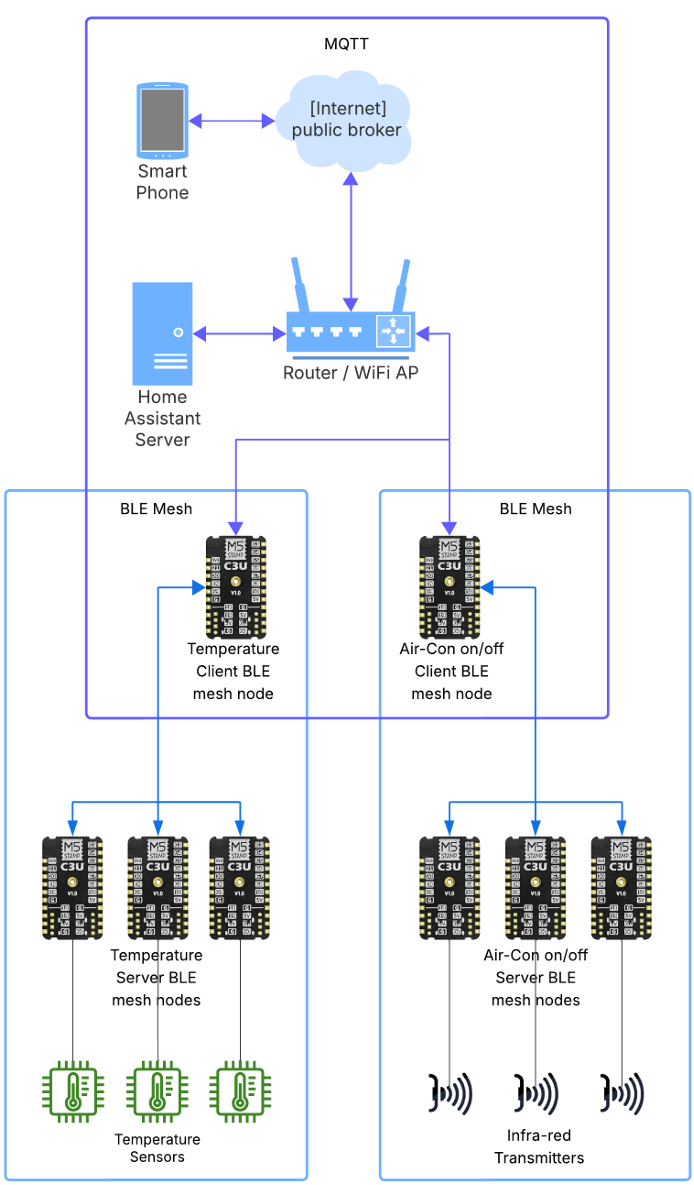 MQTT
[Internet]
public broker
Smart
Phone
Router / WiFi AP
Home
Assistant
Server
BLE Mesh
BLE Mesh
M5
STAMP
C3U
V1.0
M5
STAMP
C3U
V1.0
Temperature
Client BLE
mesh node
Air-Con on/off
Client BLE
mesh node
M5
STAMP
C3U
V1.0
M5
STAMP
C3U
V1.0
M5
STAMP
C3U
V1.0
M5
STAMP
C3U
V1.0
M5
STAMP
C3U
V1.0
M5
STAMP
C3U
V1.0
Temperature
Server BLE
mesh nodes
Air-Con on/off
Server BLE
mesh nodes
Temperature
Sensors
Infra-red
Transmitters